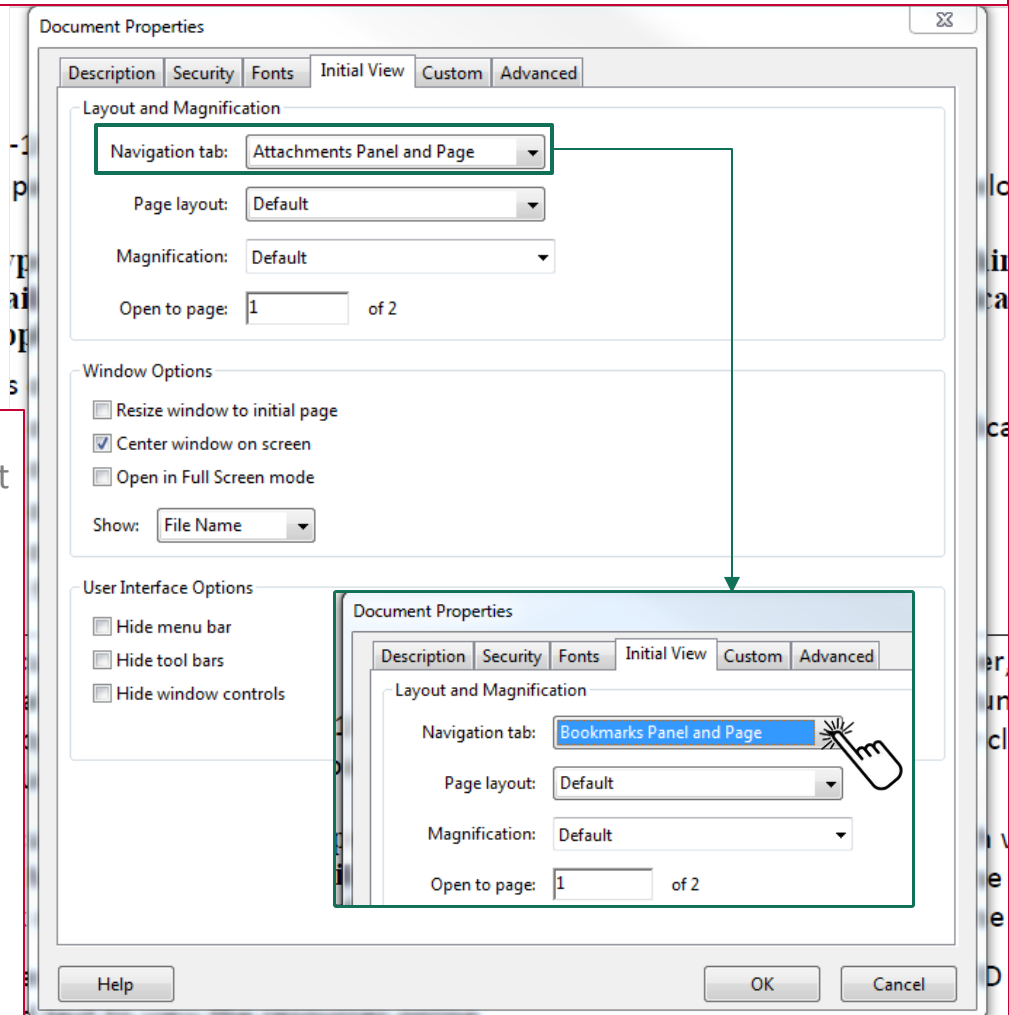 Document Properties
Description Security Fonts Initial View Custom Advanced
Layout and Magnification
Navigation tab: Attachments Panel and Page
Page layout: Default
Magnification: Default
Open to page: 1 of 2
Window Options
Resize window to initial page
Center window on screen
Open in Full Screen mode
Show: File Name
User Interface Options
Hide menu bar
Hide tool bars
Hide window controls
Document Properties
Description Security Fonts Initial View Custom Advanced
Layout and Magnification
Navigation tab: Bookmarks Panel and Page
Page layout: Default
Magnification: Default
Open to page: 1 of 2
Help OK Cancel